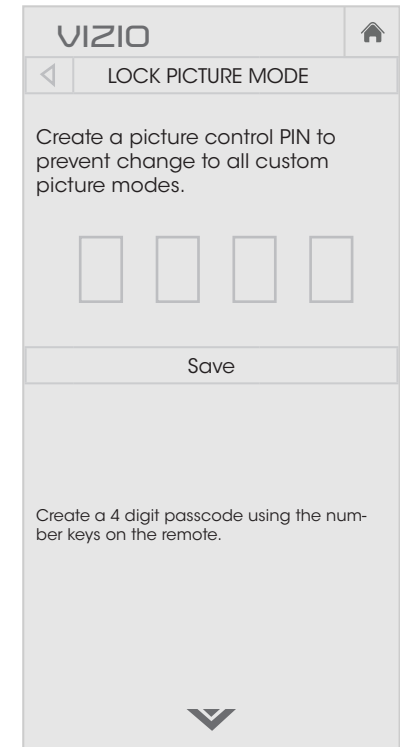 VIZIO
LOCK PICTURE MODE
Create a picture control PIN to
prevent change to all custom
picture modes.
Save
Create a 4 digit passcode using the num-
ber keys on the remote.